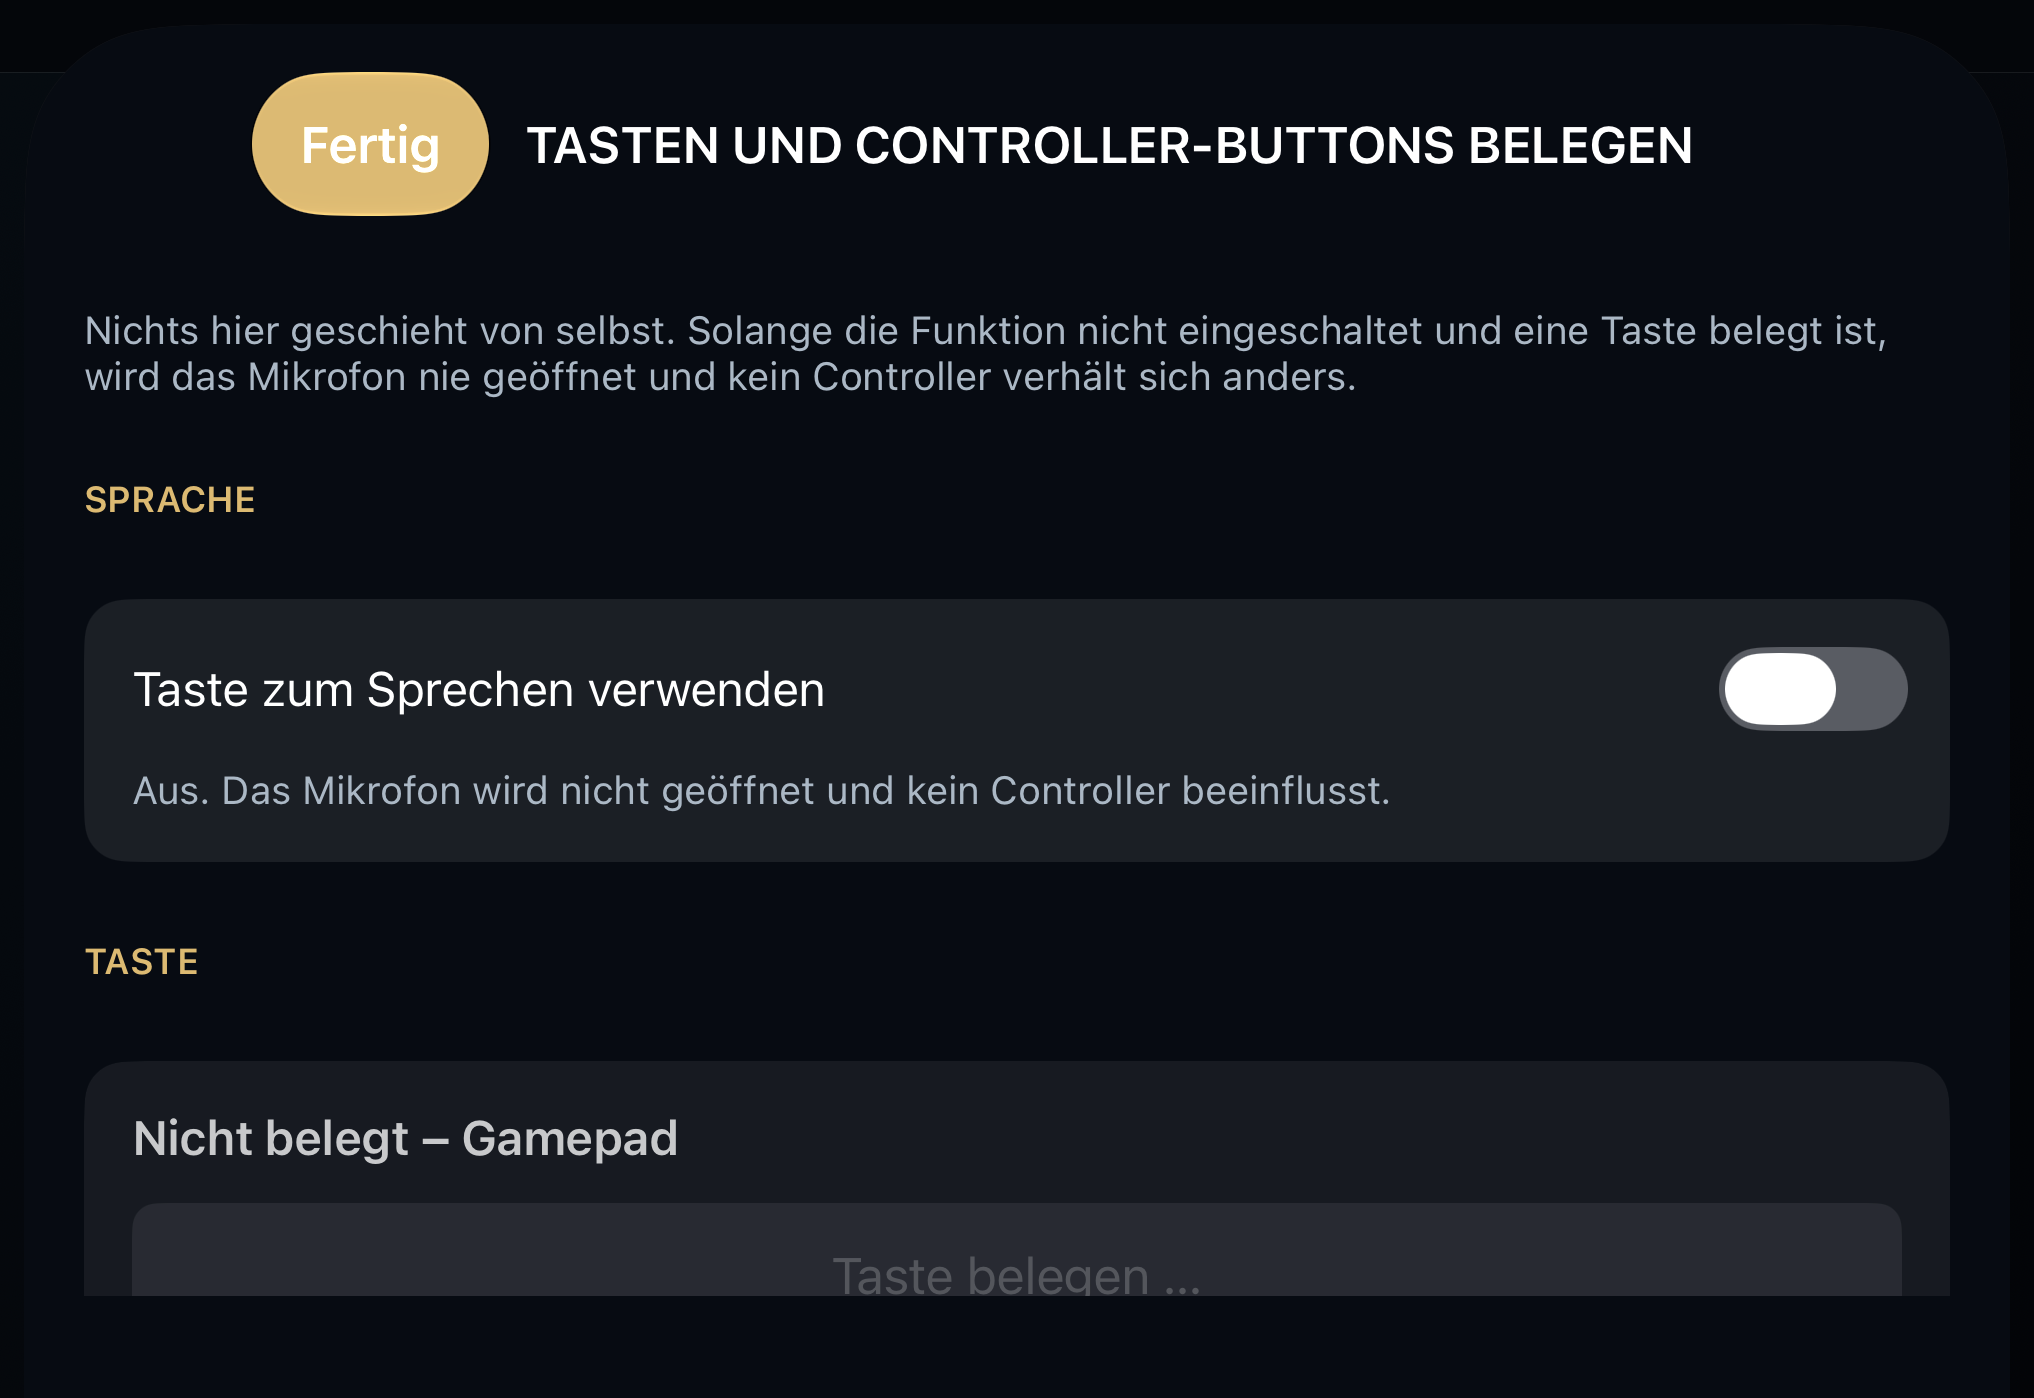 Fertig
TASTEN UND CONTROLLER-BUTTONS BELEGEN
Nichts hier geschieht von selbst. Solange die Funktion nicht eingeschaltet und eine Taste belegt ist,
wird das Mikrofon nie geöffnet und kein Controller verhält sich anders.
SPRACHE
Taste zum Sprechen verwenden
Aus. Das Mikrofon wird nicht geöffnet und kein Controller beeinflusst.
TASTE
Nicht belegt – Gamepad
Taste belegen ...